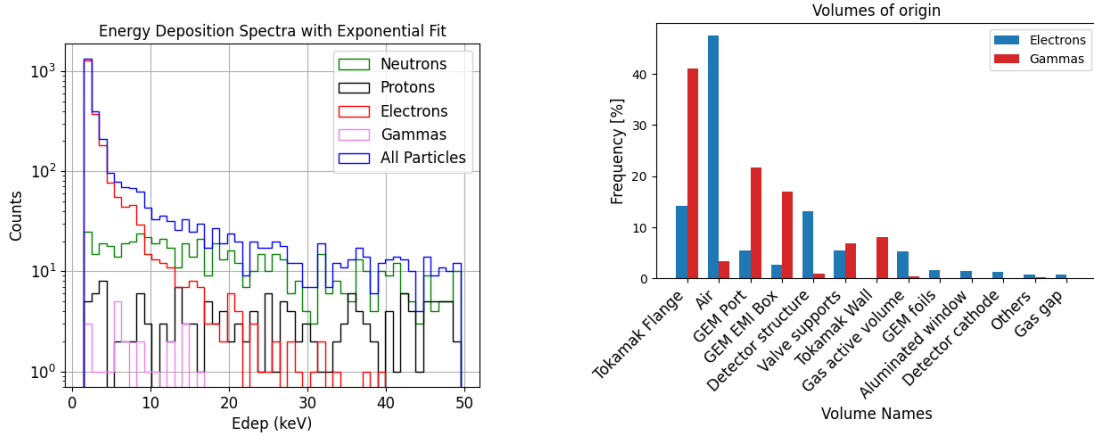 Energy Deposition Spectra with Exponential Fit
Neutrons
Protons
Electrons
Gammas
All Particles
10³
10²
10¹
10⁰
Counts
0 10 20 30 40 50
Edep (keV)
Volumes of origin
Electrons
Gammas
40
30
20
10
0
Frequency [%]
Tokamak Flange
Air
GEM Port
GEM EMI Box
Detector structure
Valve supports
Tokamak Wall
Gas active volume
GEM foils
Aluminated window
Detector cathode
Others
Gas gap
Volume Names